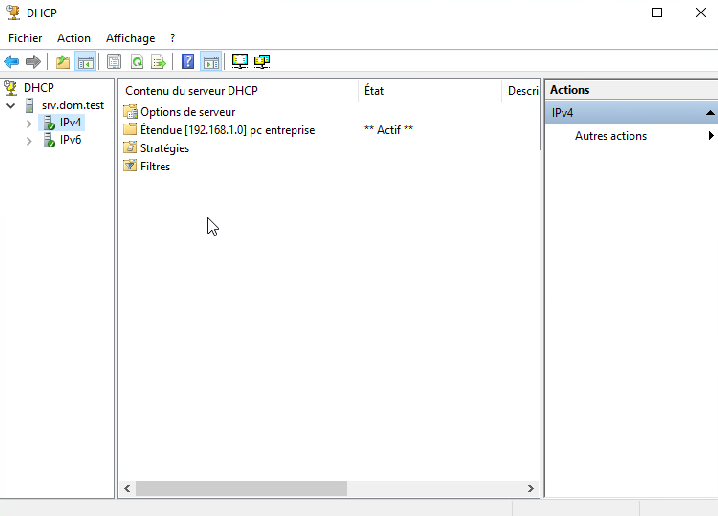 DHCP
Fichier Action Affichage ?
DHCP
srv.dom.test
IPv4
IPv6
Contenu du serveur DHCP État Descri
Options de serveur
Étendue [192.168.1.0] pc entreprise ** Actif **
Stratégies
Filtres
Actions
IPv4
Autres actions